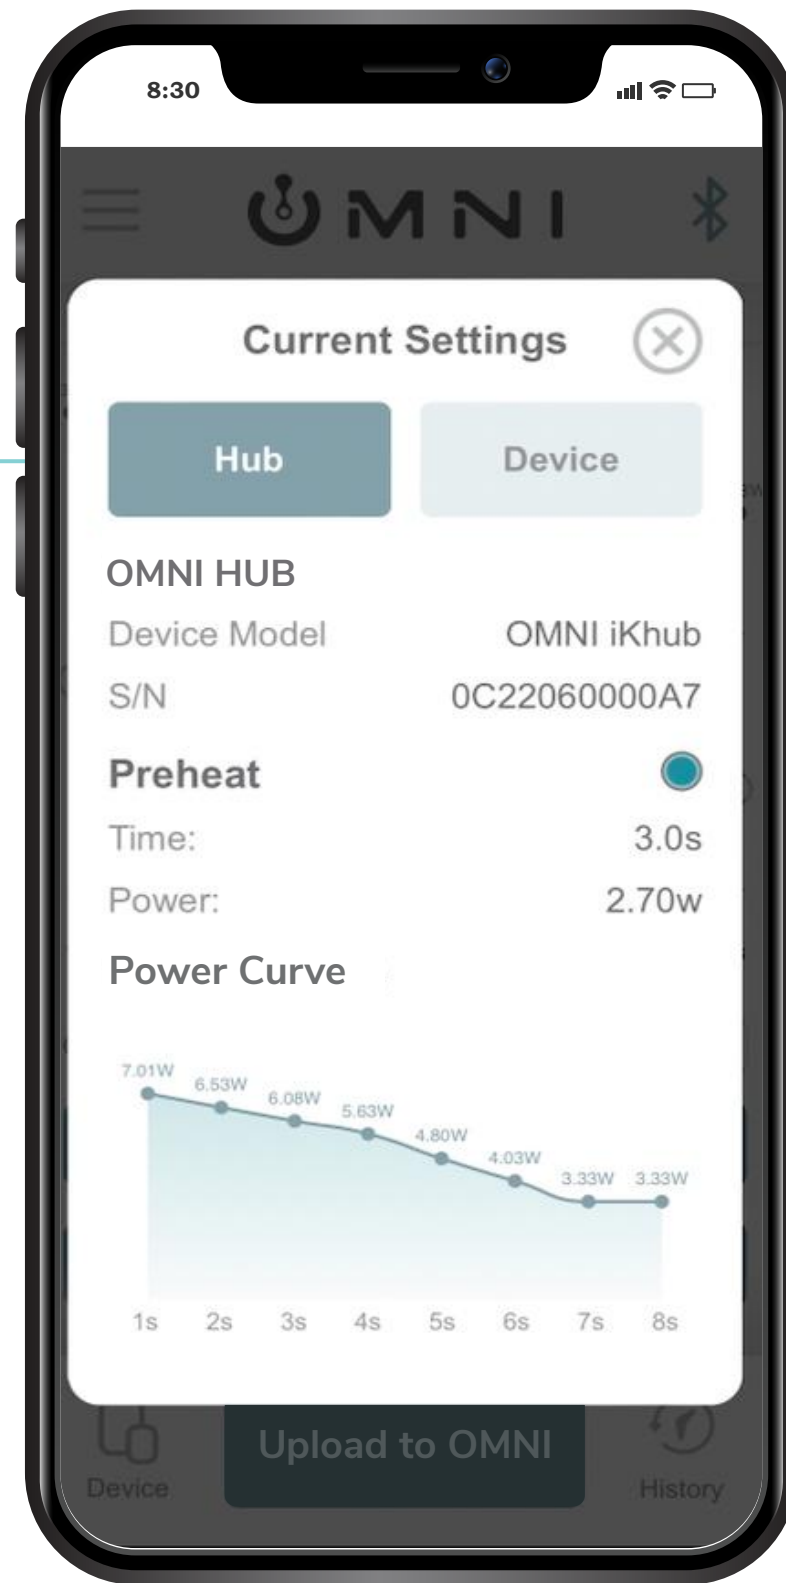 8:30
OMNI
Current Settings
Hub Device
OMNI HUB
Device Model OMNI iKhub
S/N 0C22060000A7
Preheat
Time: 3.0s
Power: 2.70w
Power Curve
7.01W 6.53W 6.08W 5.63W 4.80W 4.03W 3.33W 3.33W
1s 2s 3s 4s 5s 6s 7s 8s
Upload to OMNI
Device History